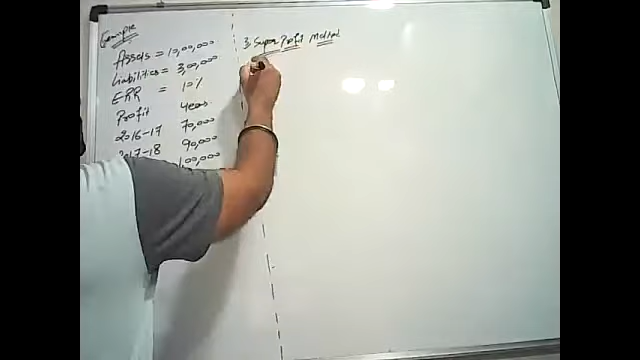 Example
Assets = 10,00,000
Liabilities = 3,00,000
ERR = 10%
Profit Years
2016-17 70,000
2017-18 90,000
1,00,000
3, Super Profit Method